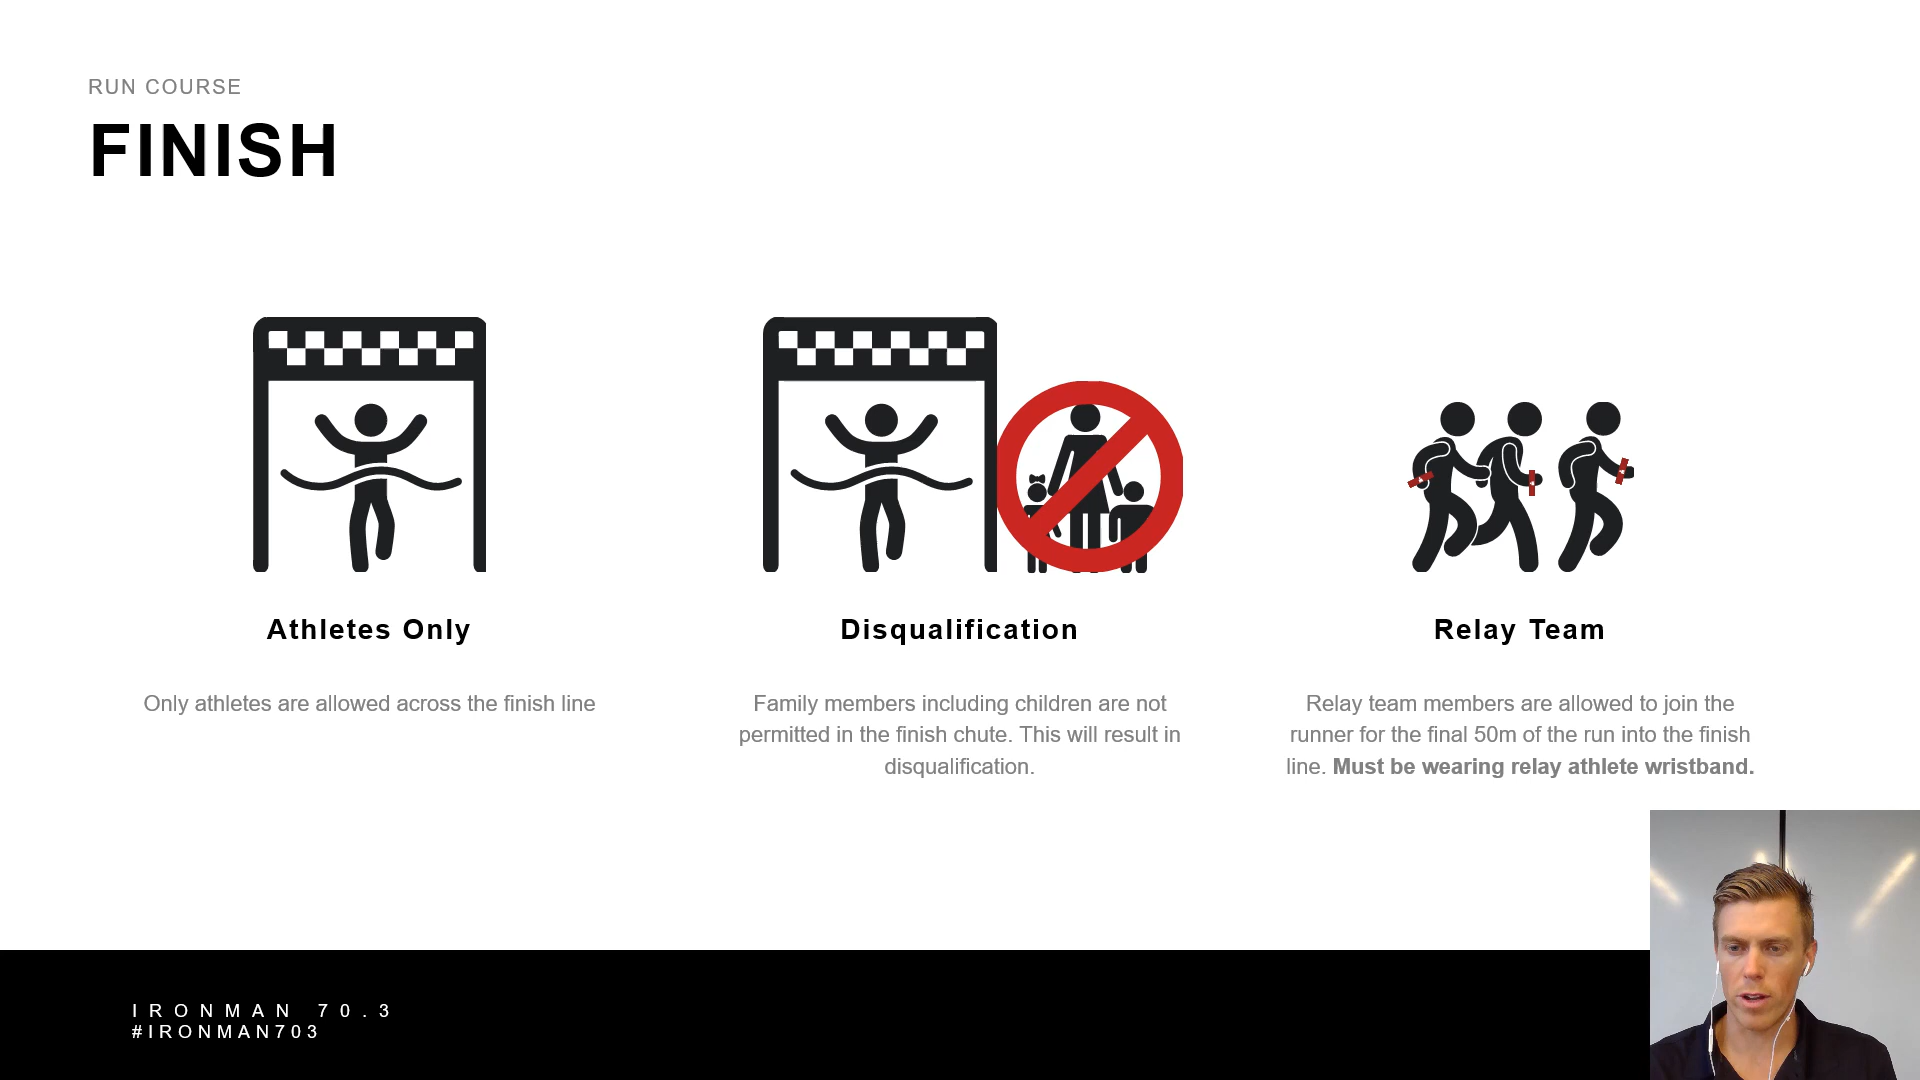 RUN COURSE
FINISH
Athletes Only
Only athletes are allowed across the finish line
Disqualification
Family members including children are not
permitted in the finish chute. This will result in
disqualification.
Relay Team
Relay team members are allowed to join the
runner for the final 50m of the run into the finish
line. Must be wearing relay athlete wristband.
IRONMAN 70.3
#IRONMAN703